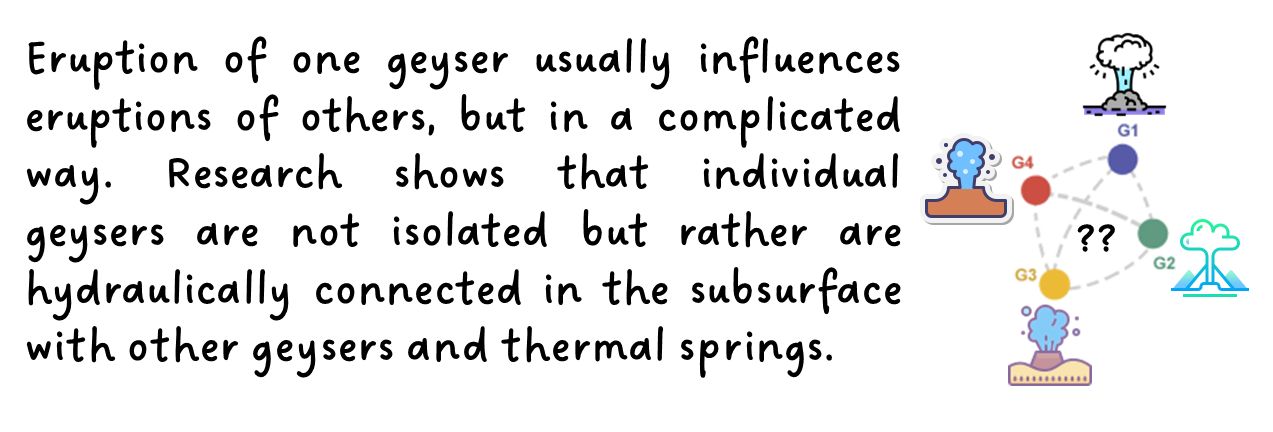 Eruption of one geyser usually influences
eruptions of others, but in a complicated
way. Research shows that individual
geysers are not isolated but rather are
hydraulically connected in the subsurface
with other geysers and thermal springs.
G1
G4
??
G2
G3